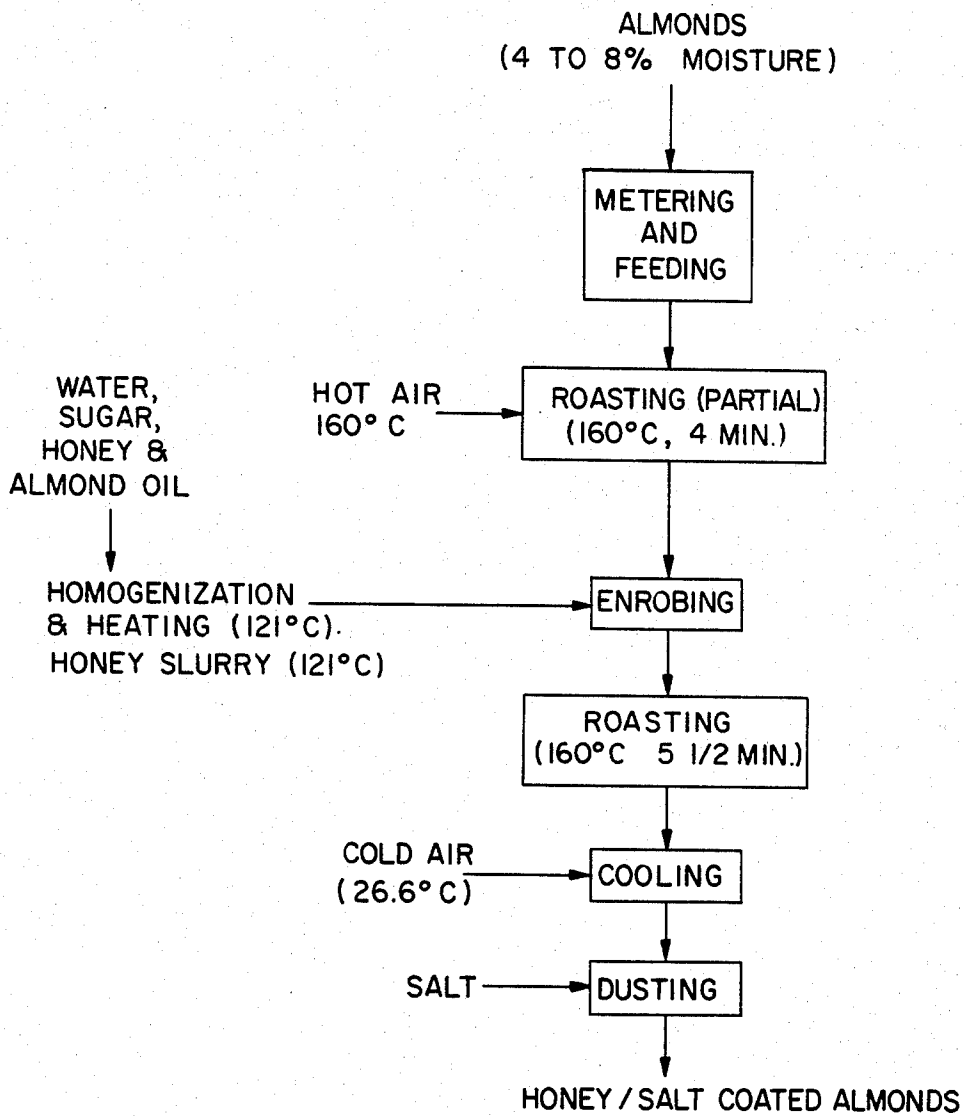 ALMONDS
(4 TO 8% MOISTURE)
METERING
AND
FEEDING
HOT AIR
160°C
ROASTING (PARTIAL)
(160°C, 4 MIN.)
WATER,
SUGAR,
HONEY &
ALMOND OIL
HOMOGENIZATION
& HEATING (121°C).
HONEY SLURRY (121°C)
ENROBING
ROASTING
(160°C 5 1/2 MIN.)
COLD AIR
(26.6°C)
COOLING
SALT
DUSTING
HONEY/SALT COATED ALMONDS